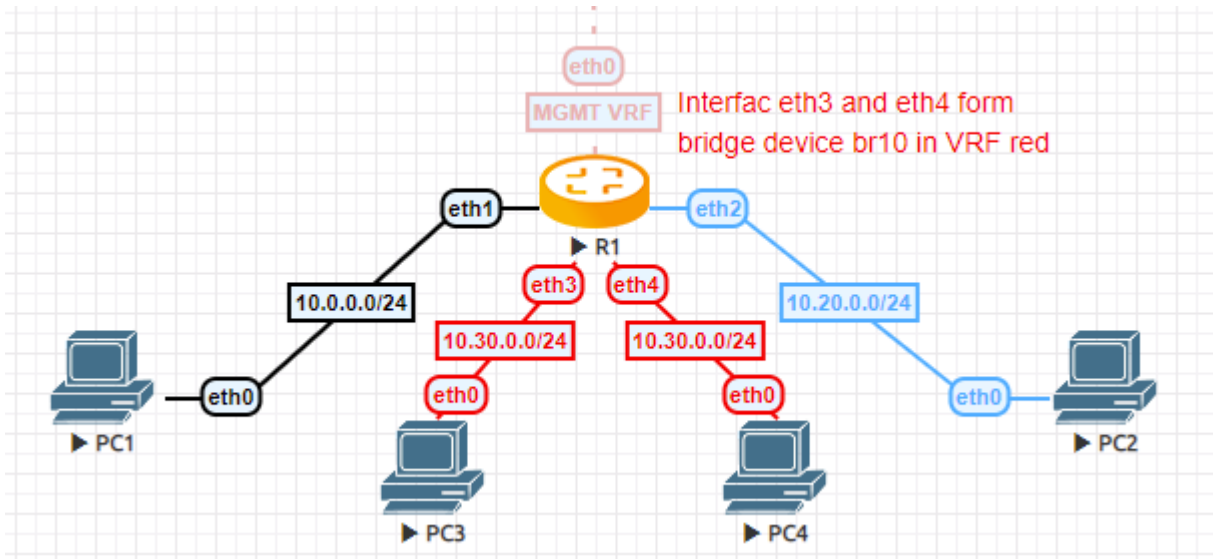 eth0
MGMT VRF
Interfac eth3 and eth4 form
bridge device br10 in VRF red
eth1
eth2
R1
eth3
eth4
10.0.0.0/24
10.20.0.0/24
10.30.0.0/24
10.30.0.0/24
eth0
eth0
eth0
eth0
PC1
PC2
PC3
PC4